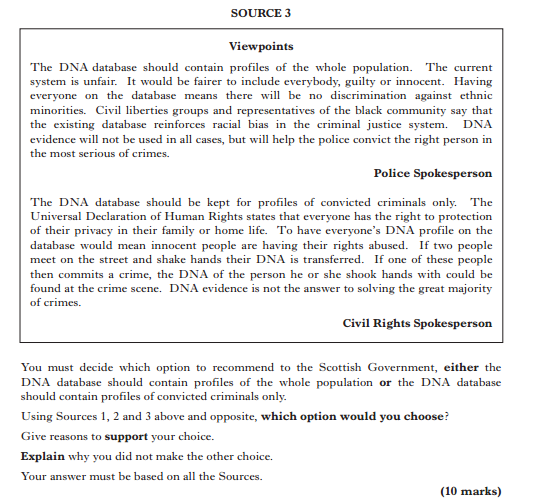 SOURCE 3
Viewpoints
The DNA database should contain profiles of the whole population. The current
system is unfair. It would be fairer to include everybody, guilty or innocent. Having
everyone on the database means there will be no discrimination against ethnic
minorities. Civil liberties groups and representatives of the black community say that
the existing database reinforces racial bias in the criminal justice system. DNA
evidence will not be used in all cases, but will help the police convict the right person in
the most serious of crimes.
Police Spokesperson
The DNA database should be kept for profiles of convicted criminals only. The
Universal Declaration of Human Rights states that everyone has the right to protection
of their privacy in their family or home life. To have everyone's DNA profile on the
database would mean innocent people are having their rights abused. If two people
meet on the street and shake hands their DNA is transferred. If one of these people
then commits a crime, the DNA of the person he or she shook hands with could be
found at the crime scene. DNA evidence is not the answer to solving the great majority
of crimes.
Civil Rights Spokesperson
You must decide which option to recommend to the Scottish Government, either the
DNA database should contain profiles of the whole population or the DNA database
should contain profiles of convicted criminals only.
Using Sources 1, 2 and 3 above and opposite, which option would you choose?
Give reasons to support your choice.
Explain why you did not make the other choice.
Your answer must be based on all the Sources.
(10 marks)